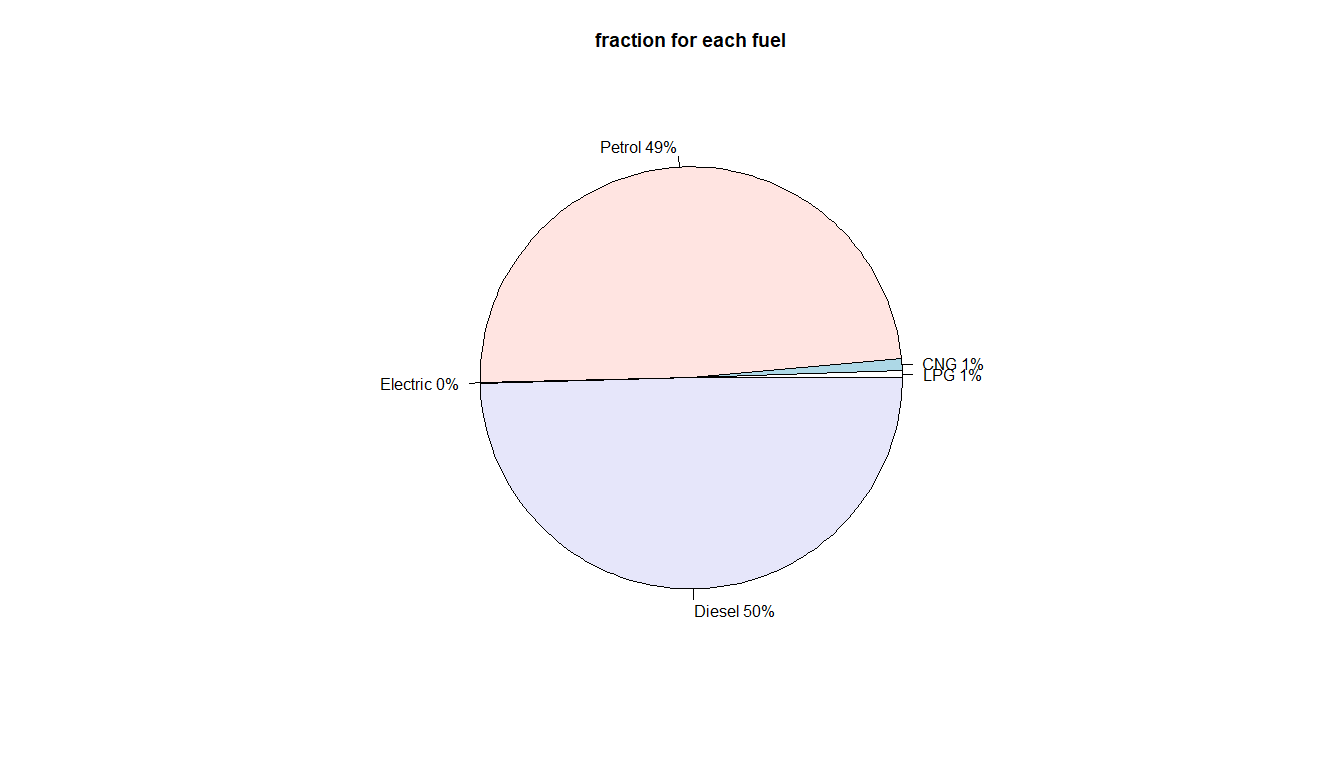 fraction for each fuel
Petrol 49%
CNG 1%
LPG 1%
Electric 0%
Diesel 50%